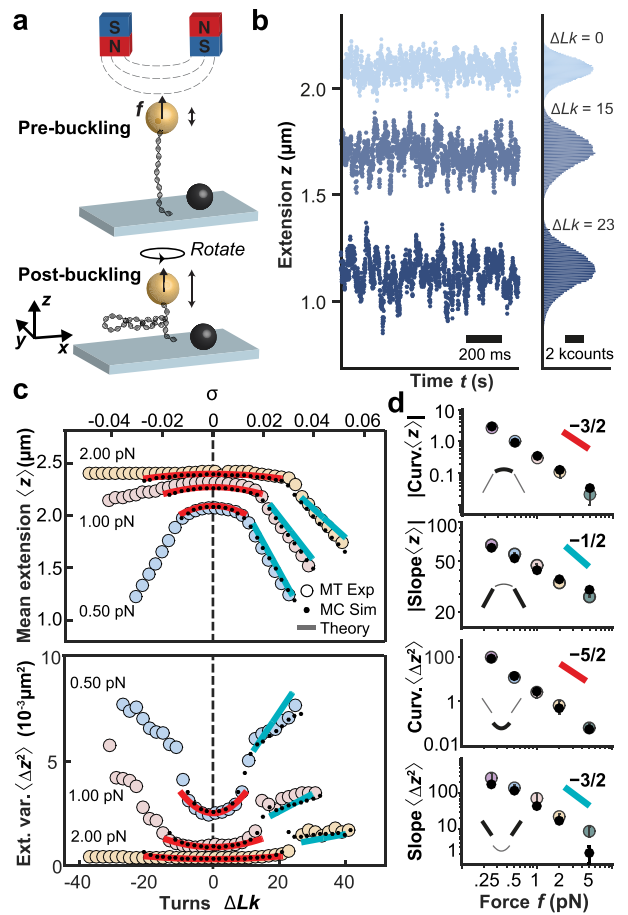 a
S
N
N
S
f
Pre-buckling
Rotate
Post-buckling
z
y
x
b
Extension z (μm)
2.0
1.5
1.0
200 ms
Time t (s)
ΔLk = 0
ΔLk = 15
ΔLk = 23
2 kcounts
c
σ
-0.04 -0.02 0 0.02 0.04 0.06
Mean extension ⟨z⟩ (μm)
2.5
2.0
1.5
1.0
2.00 pN
1.00 pN
0.50 pN
MT Exp
MC Sim
Theory
Ext. var. ⟨Δz²⟩ (10⁻³μm²)
10
5
0
0.50 pN
1.00 pN
2.00 pN
-40 -20 0 20 40
Turns ΔLk
d
|Curv.⟨z⟩|
1.0
0.1
−3/2
|Slope⟨z⟩|
100
50
20
−1/2
Curv. ⟨Δz²⟩
100
1
0.01
−5/2
Slope ⟨Δz²⟩
100
10
1
−3/2
.25 .5 1 2 5
Force f (pN)